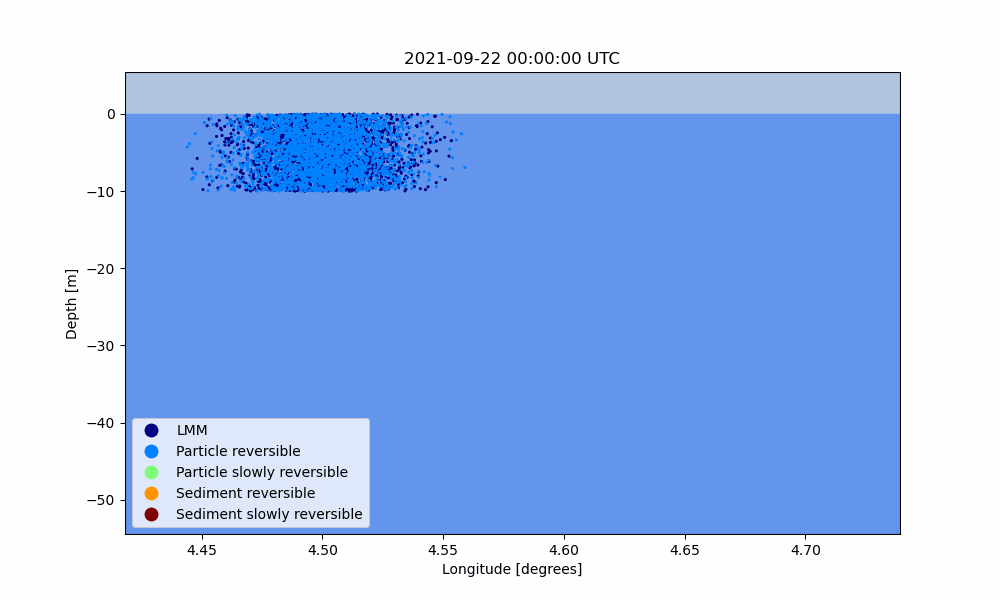 2021-09-22 00:00:00 UTC
0
−10
−20
−30
−40
−50
Depth [m]
LMM
Particle reversible
Particle slowly reversible
Sediment reversible
Sediment slowly reversible
4.45 4.50 4.55 4.60 4.65 4.70
Longitude [degrees]